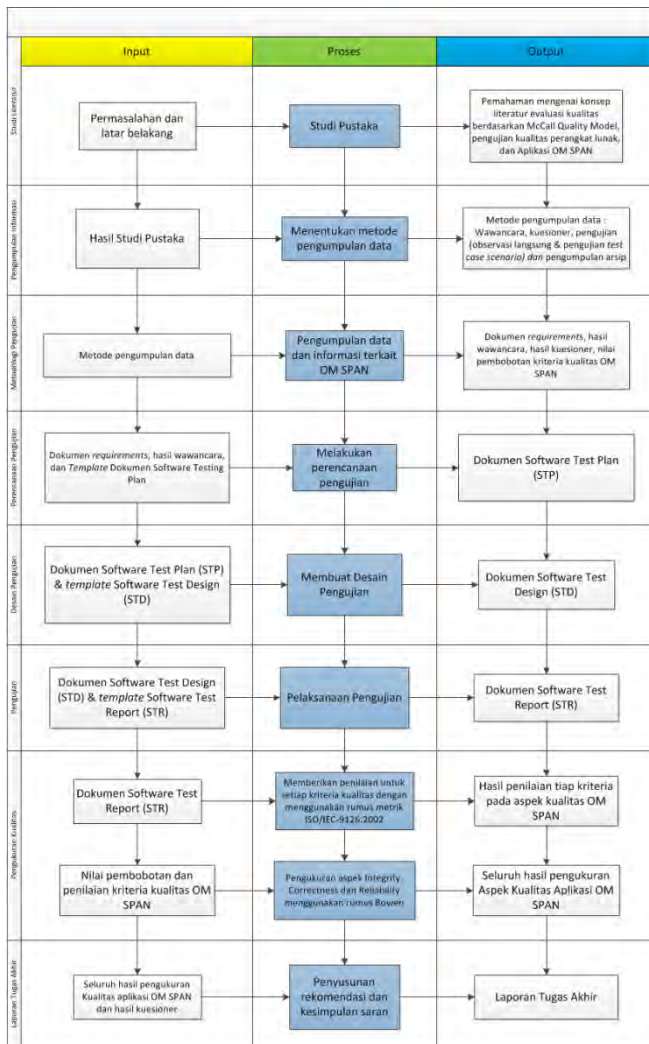 Input
Proses
Output
Studi Literatur
Permasalahan dan
latar belakang
Studi Pustaka
Pemahaman mengenai konsep
literatur evaluasi kualitas
berdasarkan McCall Quality Model,
pengujian kualitas perangkat lunak,
dan Aplikasi OM SPAN
Pengumpulan Informasi
Hasil Studi Pustaka
Menentukan metode
pengumpulan data
Metode pengumpulan data :
Wawancara, kuesioner, pengujian
(observasi langsung & pengujian test
case scenario) dan pengumpulan arsip
Pengujian
Metode pengumpulan data
Pengumpulan data
dan informasi terkait
OM SPAN
Dokumen requirements, hasil
wawancara, hasil kuesioner, nilai
pembobotan kriteria kualitas OM
SPAN
Perencanaan Pengujian
Dokumen requirements, hasil wawancara,
dan Template Dokumen Software Testing
Plan
Melakukan
perencanaan
pengujian
Dokumen Software Test Plan
(STP)
Desain Pengujian
Dokumen Software Test Plan (STP)
& template Software Test Design
(STD)
Membuat Desain
Pengujian
Dokumen Software Test
Design (STD)
Pengujian
Dokumen Software Test Design
(STD) & template Software Test
Report (STR)
Pelaksanaan Pengujian
Dokumen Software Test
Report (STR)
Pengukuran Kualitas
Dokumen Software Test
Report (STR)
Memberikan penilaian untuk
setiap kriteria kualitas dengan
menggunakan rumus metrik
ISO/IEC-9126:2002
Hasil penilaian tiap kriteria
pada aspek kualitas OM
SPAN
Nilai pembobotan dan
penilaian kriteria kualitas OM
SPAN
Pengukuran aspek Integrity,
Correctness dan Reliability
menggunakan rumus Bowen
Seluruh hasil pengukuran
Aspek Kualitas Aplikasi OM
SPAN
Laporan Tugas Akhir
Seluruh hasil pengukuran
Kualitas aplikasi OM SPAN
dan hasil kuesioner
Penyusunan
rekomendasi dan
kesimpulan saran
Laporan Tugas Akhir